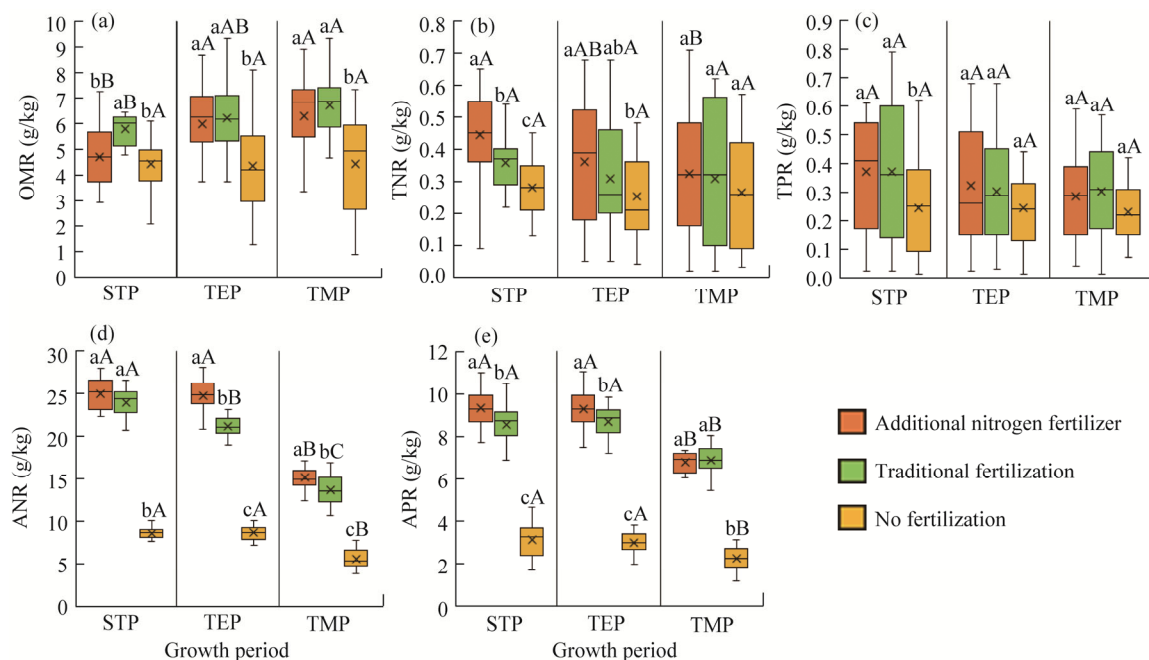 (a)
OMR (g/kg)
10
9
8
7
6
5
4
3
2
1
0
bB
aB
bA
aA
aAB
bA
aA
aA
bA
STP
TEP
TMP
(b)
TNR (g/kg)
0.8
0.7
0.6
0.5
0.4
0.3
0.2
0.1
0.0
aA
bA
cA
aAB
abA
bA
aB
aA
aA
STP
TEP
TMP
(c)
TPR (g/kg)
0.9
0.8
0.7
0.6
0.5
0.4
0.3
0.2
0.1
0.0
aA
aA
bA
aA
aA
aA
aA
aA
aA
STP
TEP
TMP
(d)
ANR (g/kg)
30
25
20
15
10
5
0
aA
aA
bA
aA
bB
cA
aB
bC
cB
STP
TEP
TMP
Growth period
(e)
APR (g/kg)
12
10
8
6
4
2
0
aA
bA
cA
aA
bA
cA
aB
aB
bB
STP
TEP
TMP
Growth period
Additional nitrogen fertilizer
Traditional fertilization
No fertilization